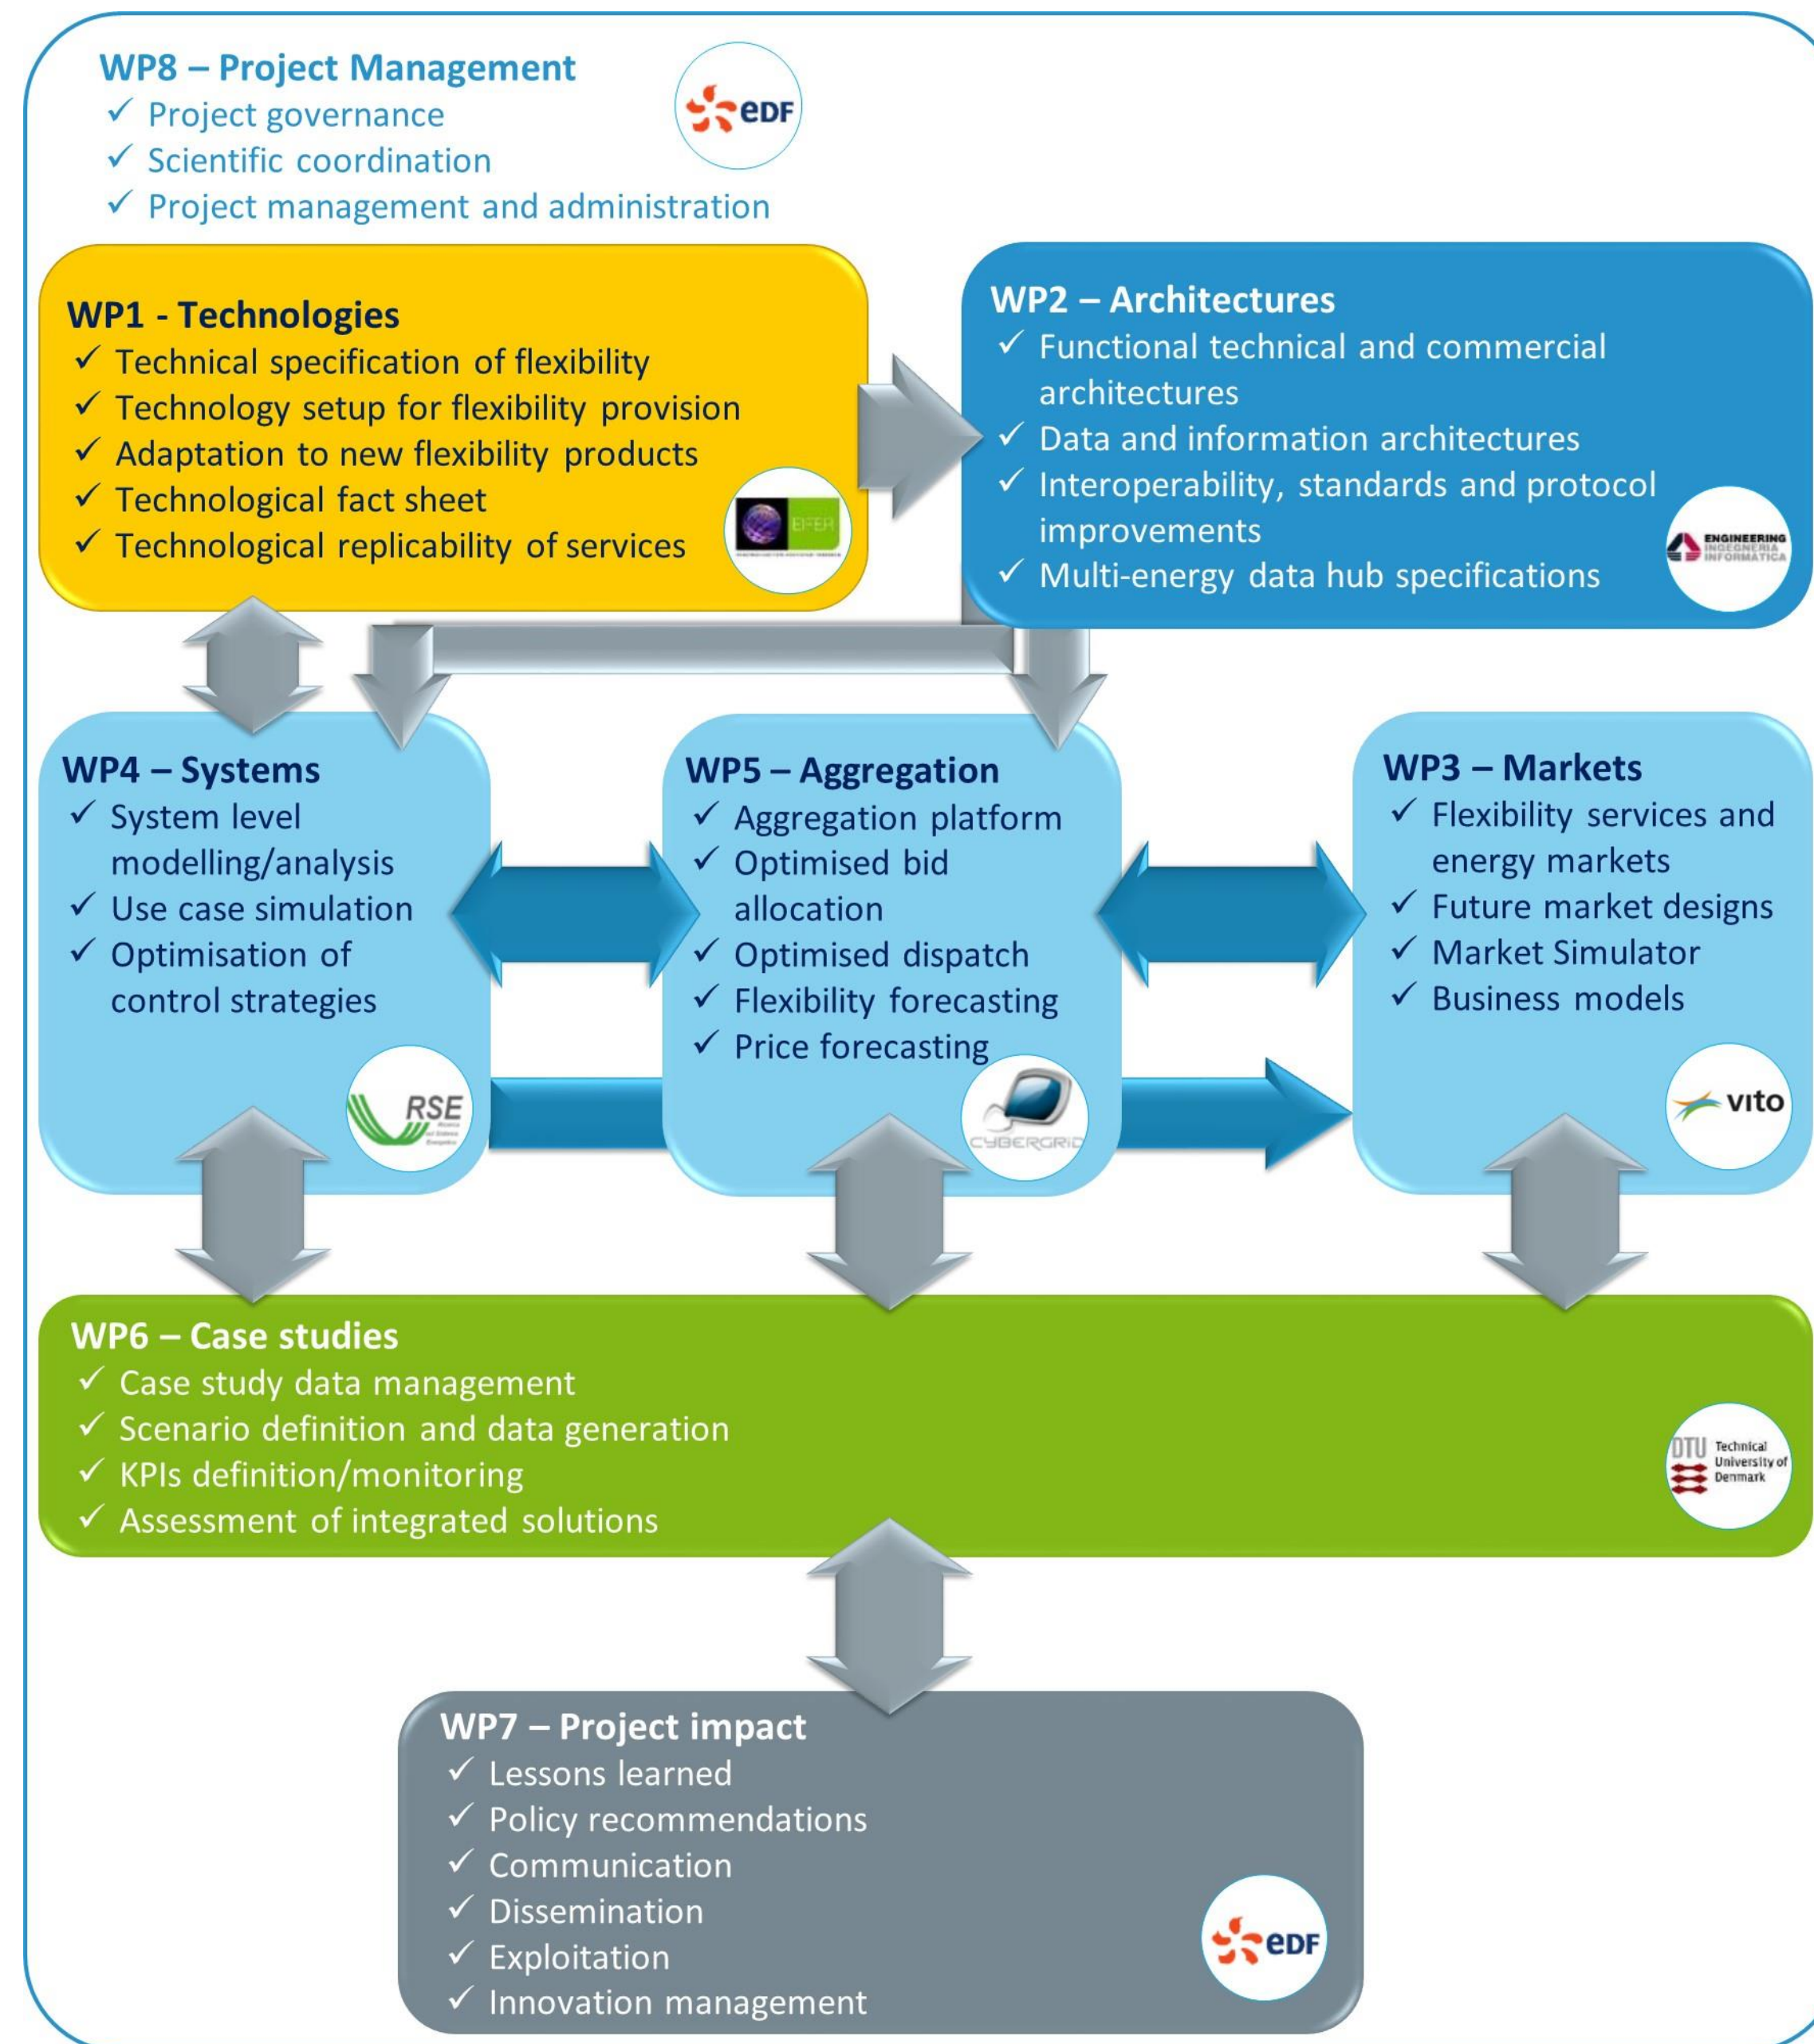 WP8 – Project Management
✓ Project governance
✓ Scientific coordination
✓ Project management and administration
eDF
WP1 - Technologies
✓ Technical specification of flexibility
✓ Technology setup for flexibility provision
✓ Adaptation to new flexibility products
✓ Technological fact sheet
✓ Technological replicability of services
EIFER
WP2 – Architectures
✓ Functional technical and commercial
architectures
✓ Data and information architectures
✓ Interoperability, standards and protocol
improvements
✓ Multi-energy data hub specifications
ENGINEERING
INGEGNERIA
INFORMATICA
WP4 – Systems
✓ System level
modelling/analysis
✓ Use case simulation
✓ Optimisation of
control strategies
RSE
WP5 – Aggregation
✓ Aggregation platform
✓ Optimised bid
allocation
✓ Optimised dispatch
✓ Flexibility forecasting
✓ Price forecasting
CYBERGRID
WP3 – Markets
✓ Flexibility services and
energy markets
✓ Future market designs
✓ Market Simulator
✓ Business models
vito
WP6 – Case studies
✓ Case study data management
✓ Scenario definition and data generation
✓ KPIs definition/monitoring
✓ Assessment of integrated solutions
DTU
Technical
University of
Denmark
WP7 – Project impact
✓ Lessons learned
✓ Policy recommendations
✓ Communication
✓ Dissemination
✓ Exploitation
✓ Innovation management
eDF